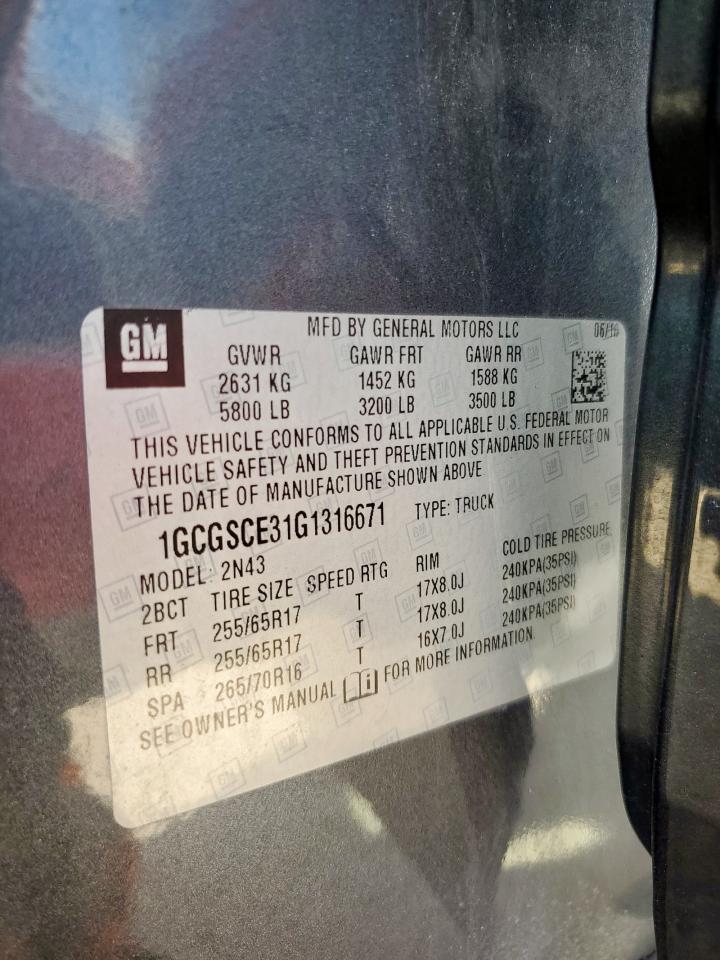 GM
MFD BY GENERAL MOTORS LLC
GVWR GAWR FRT GAWR RR
2631 KG 1452 KG 1588 KG
5800 LB 3200 LB 3500 LB
THIS VEHICLE CONFORMS TO ALL APPLICABLE U.S. FEDERAL MOTOR
VEHICLE SAFETY AND THEFT PREVENTION STANDARDS IN EFFECT ON
THE DATE OF MANUFACTURE SHOWN ABOVE
1GCGSCE31G1316671 TYPE: TRUCK
MODEL: 2N43
2BCT TIRE SIZE SPEED RTG RIM COLD TIRE PRESSURE
FRT 255/65R17 T 17X8.0J 240KPA(35PSI)
RR 255/65R17 T 17X8.0J 240KPA(35PSI)
SPA 265/70R16 T 16X7.0J 240KPA(35PSI)
SEE OWNER'S MANUAL FOR MORE INFORMATION